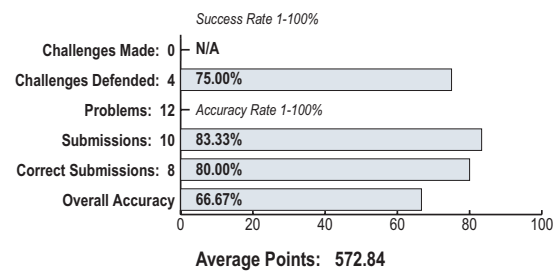 Success Rate 1-100%
Challenges Made: 0 N/A
Challenges Defended: 4 75.00%
Problems: 12 Accuracy Rate 1-100%
Submissions: 10 83.33%
Correct Submissions: 8 80.00%
Overall Accuracy 66.67%
0 20 40 60 80 100
Average Points: 572.84